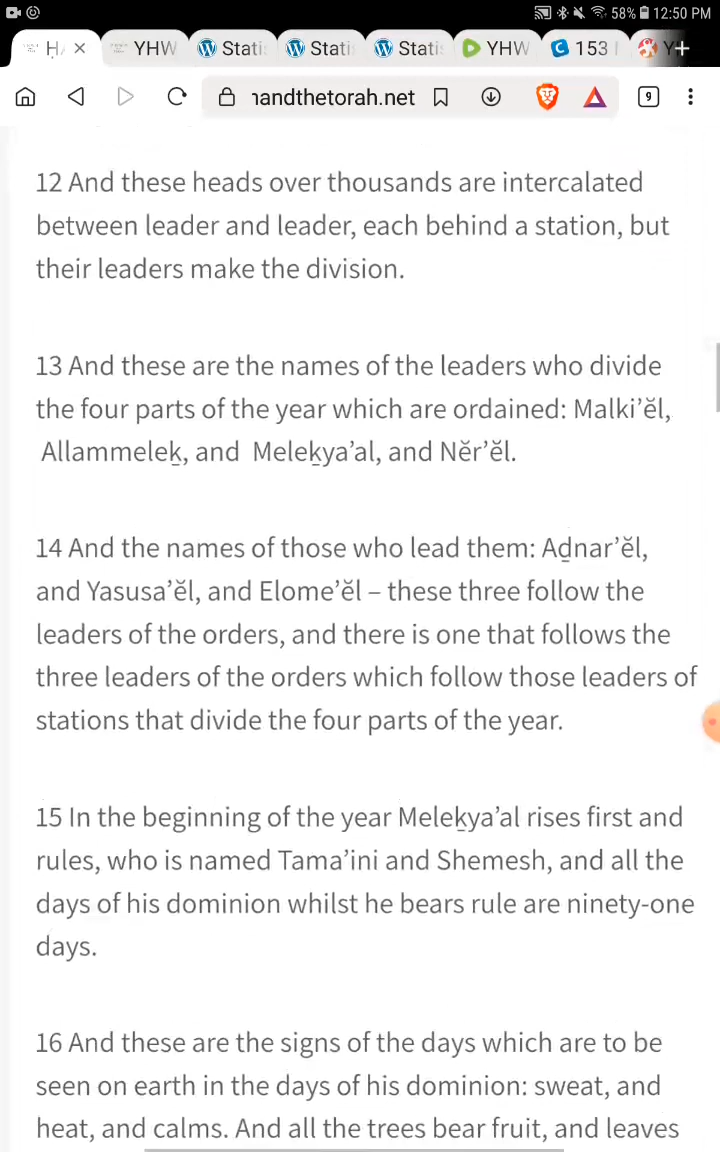 58% 12:50 PM
YHW Stati Stati Stati YHW 153
handthetorah.net 9
12 And these heads over thousands are intercalated
between leader and leader, each behind a station, but
their leaders make the division.
13 And these are the names of the leaders who divide
the four parts of the year which are ordained: Malki’ĕl,
Allammeleḵ, and Meleḵya’al, and Nĕr’ĕl.
14 And the names of those who lead them: Aḏnar’ĕl,
and Yasusa’ĕl, and Elome’ĕl – these three follow the
leaders of the orders, and there is one that follows the
three leaders of the orders which follow those leaders of
stations that divide the four parts of the year.
15 In the beginning of the year Meleḵya’al rises first and
rules, who is named Tama’ini and Shemesh, and all the
days of his dominion whilst he bears rule are ninety-one
days.
16 And these are the signs of the days which are to be
seen on earth in the days of his dominion: sweat, and
heat, and calms. And all the trees bear fruit, and leaves